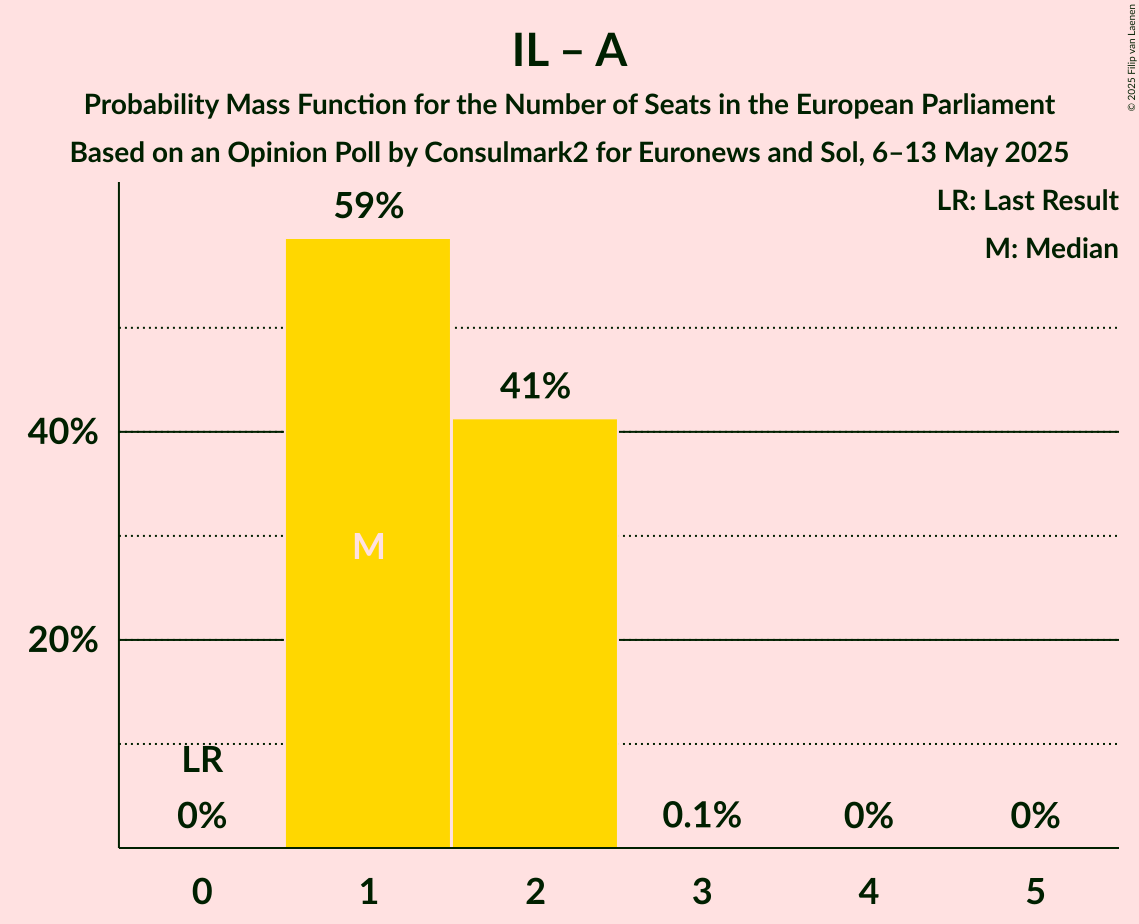 IL – A
Probability Mass Function for the Number of Seats in the European Parliament
Based on an Opinion Poll by Consulmark2 for Euronews and Sol, 6–13 May 2025
© 2025 Filip van Laenen
LR: Last Result
M: Median
59%
41%
40%
M
20%
LR
0%
0.1%
0%
0%
0
1
2
3
4
5